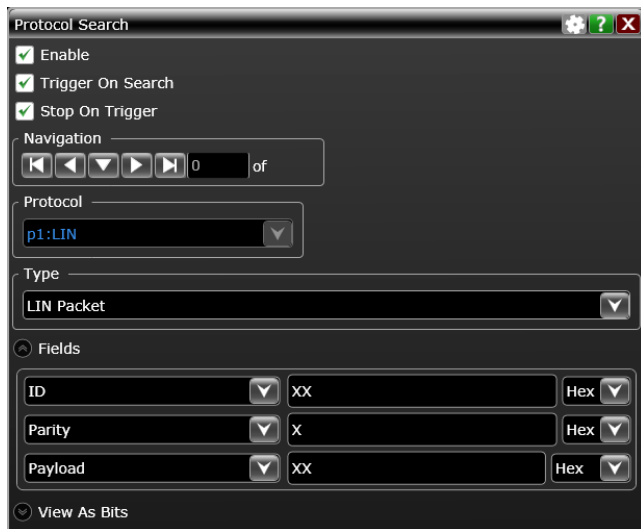 Protocol Search ? X
Enable
Trigger On Search
Stop On Trigger
Navigation
0 of
Protocol
p1:LIN
Type
LIN Packet
Fields
ID XX Hex
Parity X Hex
Payload XX Hex
View As Bits